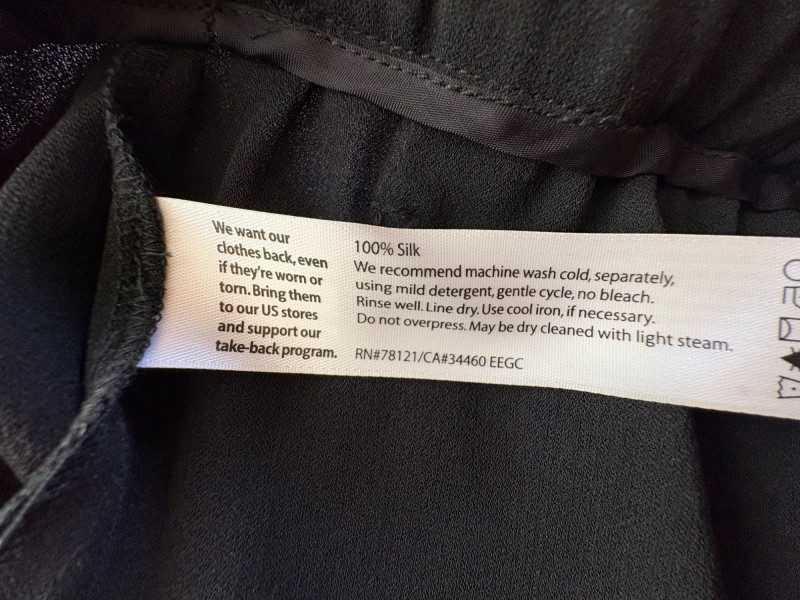 We want our
clothes back, even
if they're worn or
torn. Bring them
to our US stores
and support our
take-back program.
100% Silk
We recommend machine wash cold, separately,
using mild detergent, gentle cycle, no bleach.
Rinse well. Line dry. Use cool iron, if necessary.
Do not overpress. May be dry cleaned with light steam.
RN#78121/CA#34460 EEGC